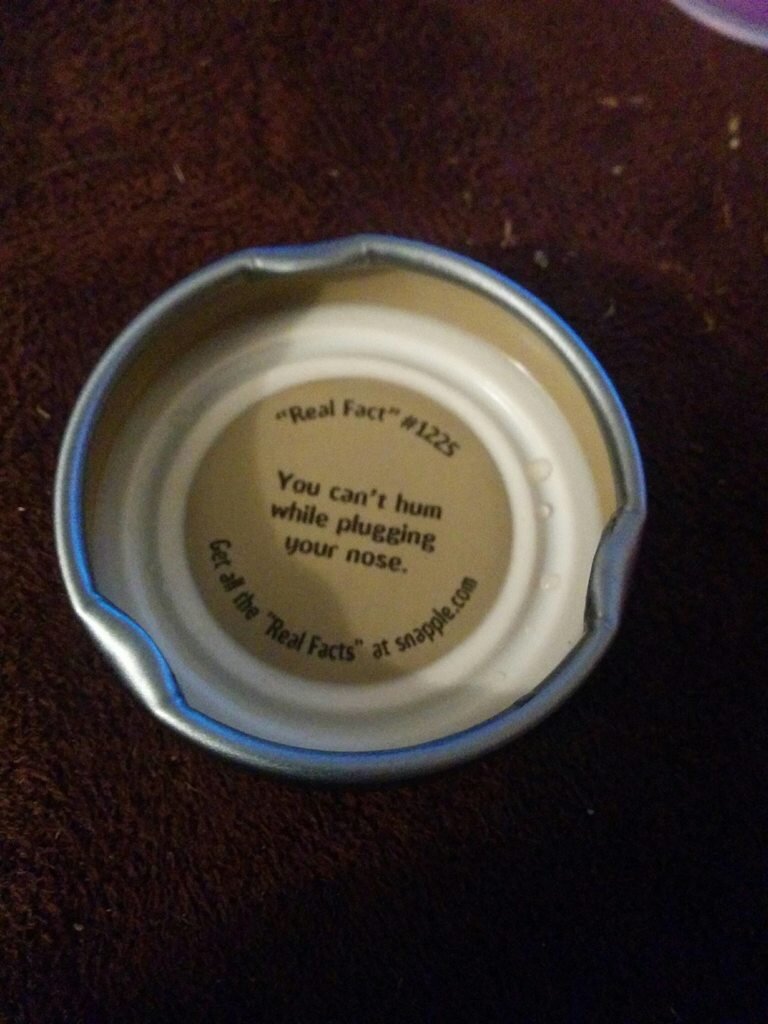 "Real Fact" #1225
You can't hum
while plugging
your nose.
Get all the "Real Facts" at snapple.com